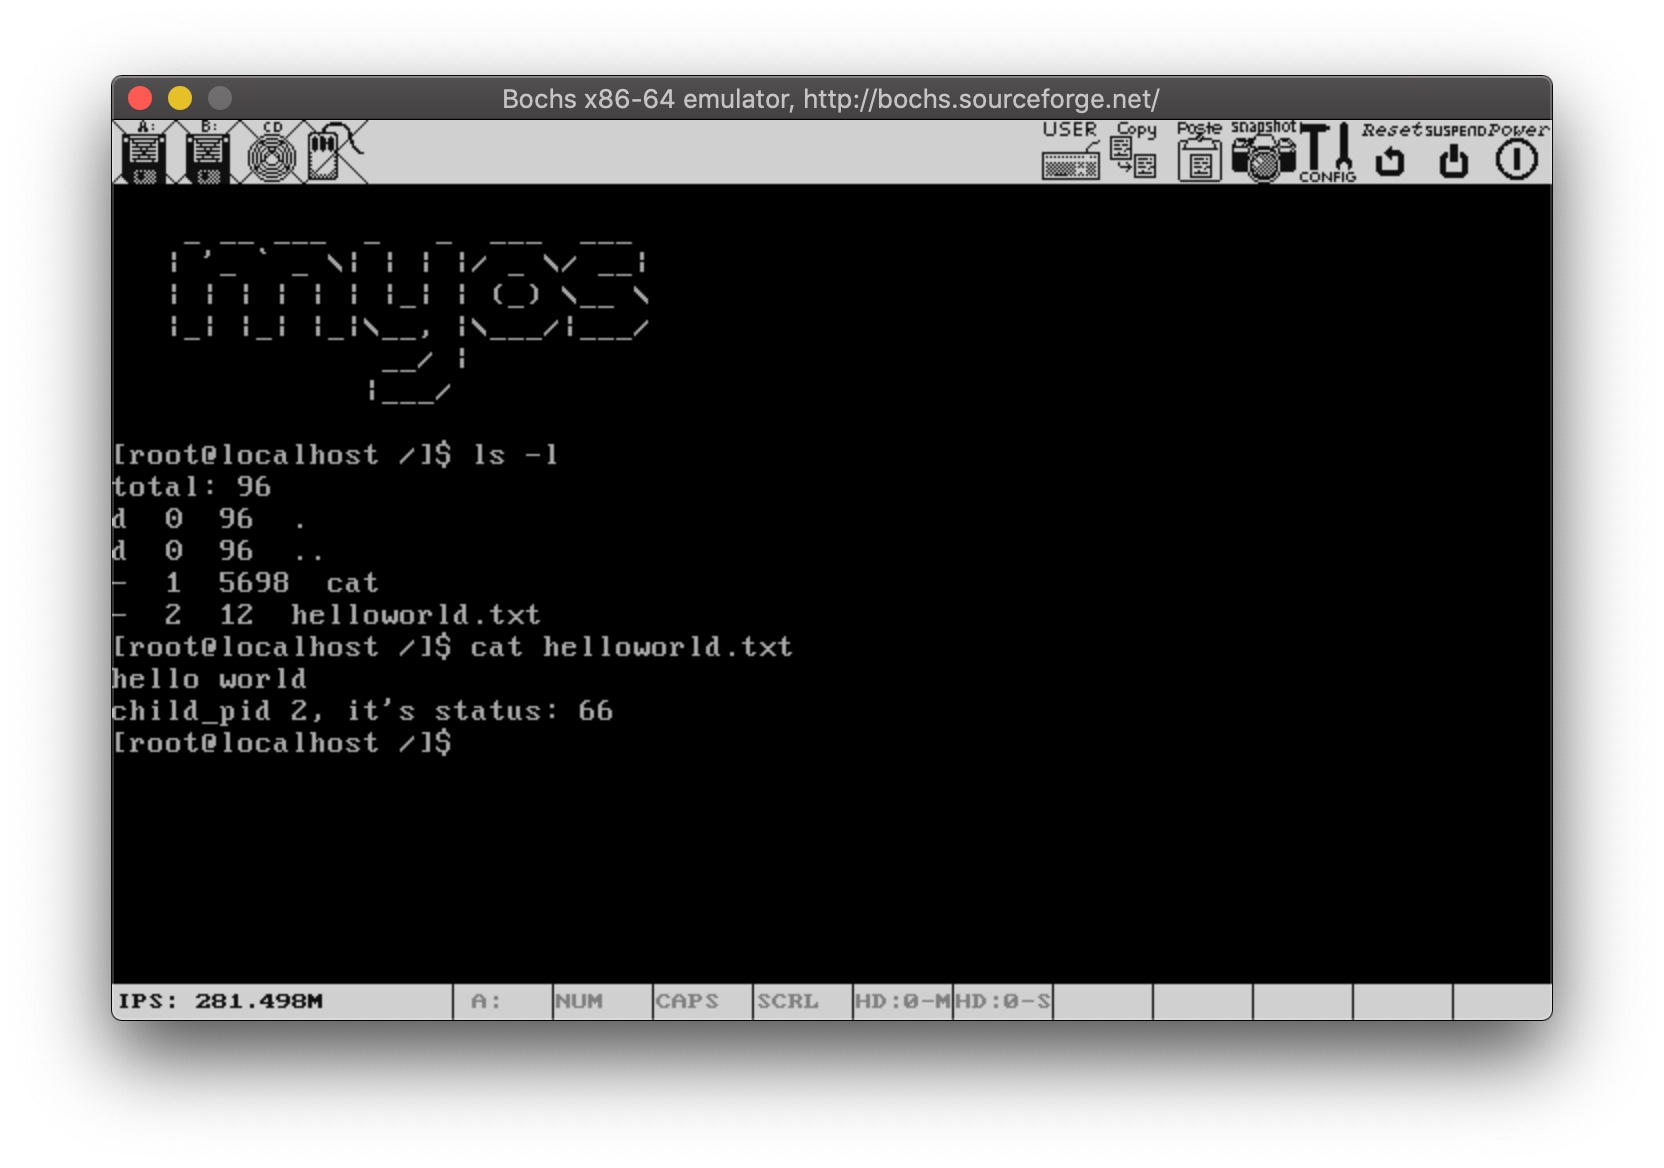 Bochs x86-64 emulator, http://bochs.sourceforge.net/
A: B: CD USER Copy Paste snapshot CONFIG Reset SUSPEND Power
myos
[root@localhost /]$ ls -l
total: 96
d  0  96  .
d  0  96  ..
-  1  5698  cat
-  2  12  helloworld.txt
[root@localhost /]$ cat helloworld.txt
hello world
child_pid 2, it's status: 66
[root@localhost /]$
IPS: 281.498M A: NUM CAPS SCRL HD:0-M HD:0-S